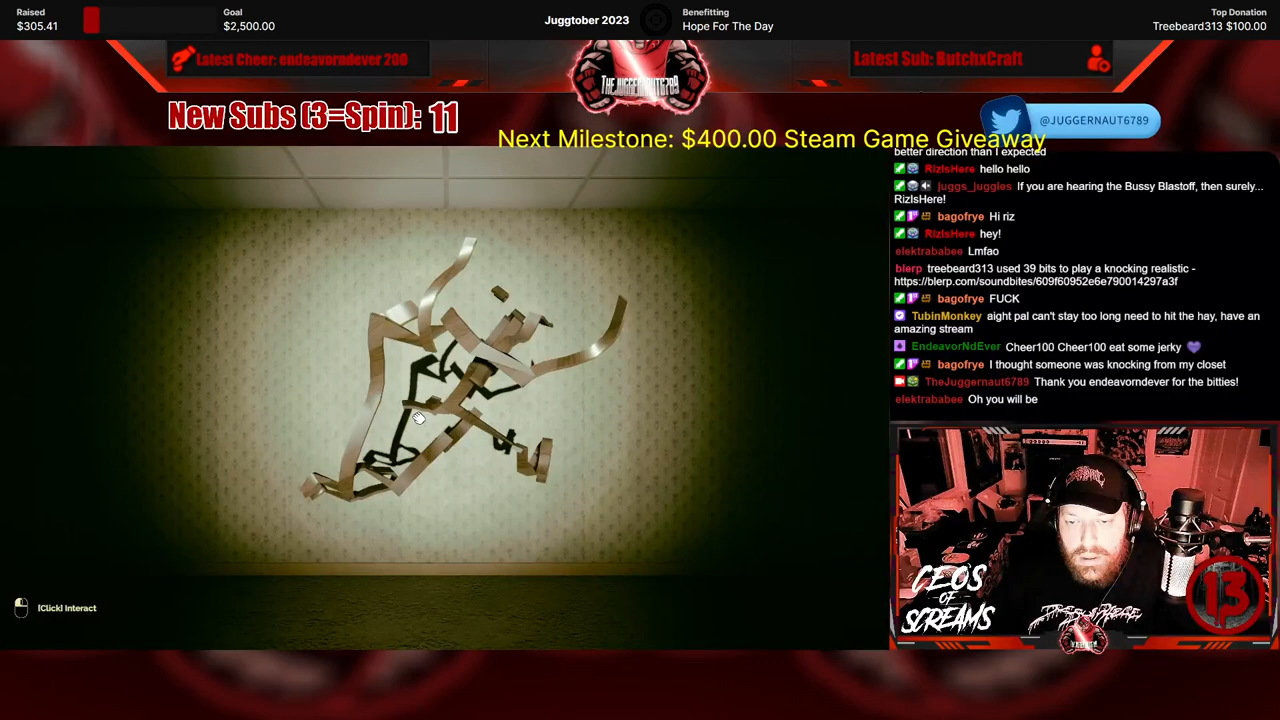 Raised
$305.41
Goal
$2,500.00
Juggtober 2023
Benefitting
Hope For The Day
Top Donation
Treebeard313 $100.00
Latest Cheer: endeavorndever 200
THEJUGGERNAUT6789
Latest Sub: ButchxCraft
New Subs (3=Spin): 11
@JUGGERNAUT6789
Next Milestone: $400.00 Steam Game Giveaway
better direction than I expected
RizIsHere hello hello
juggs_juggles If you are hearing the Bussy Blastoff, then surely...
RizIsHere!
bagofrye Hi riz
RizIsHere hey!
elektrababee Lmfao
blerp treebeard313 used 39 bits to play a knocking realistic -
https://blerp.com/soundbites/609f60952e6e790014297a3f
bagofrye FUCK
TubinMonkey aight pal can't stay too long need to hit the hay, have an
amazing stream
EndeavorNdEver Cheer100 Cheer100 eat some jerky
bagofrye I thought someone was knocking from my closet
TheJuggernaut6789 Thank you endeavorndever for the bitties!
elektrababee Oh you will be
CEOS
OF
SCREAMS
13
[Click] Interact